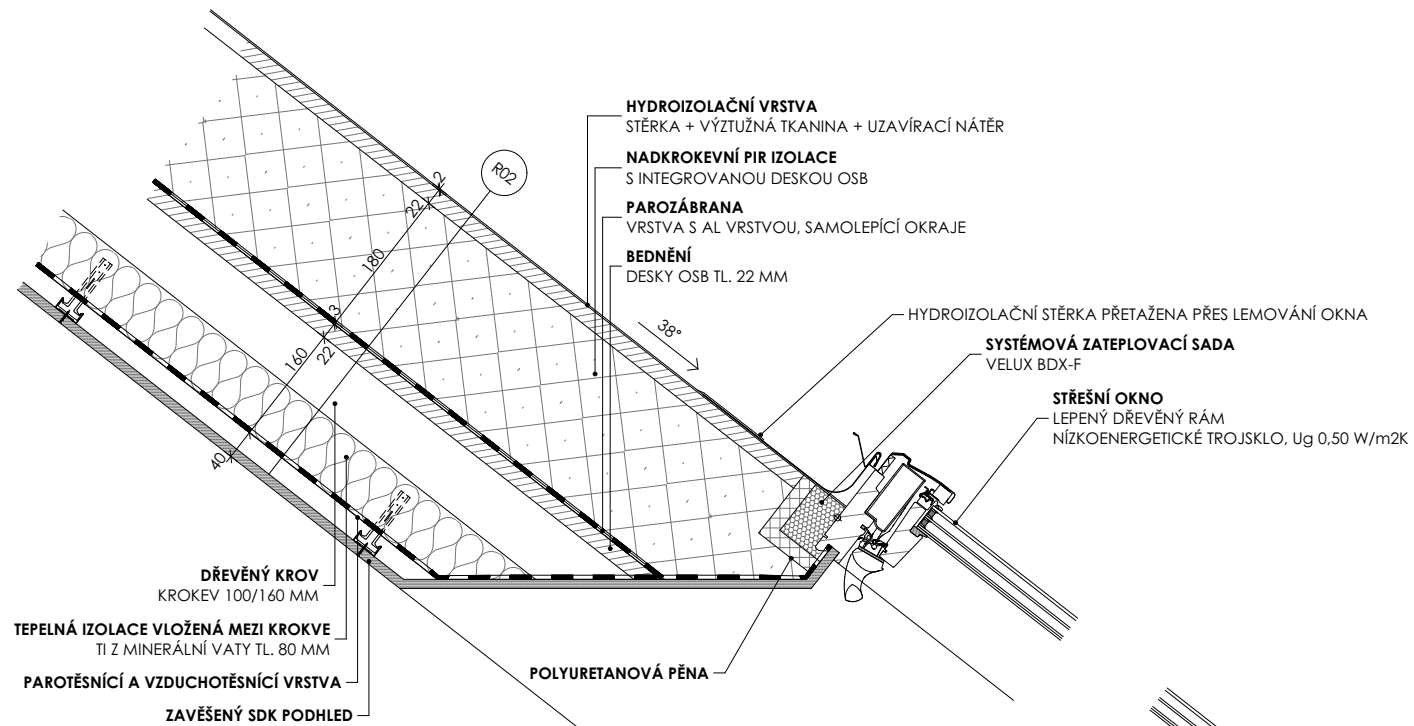 HYDROIZOLAČNÍ VRSTVA
STĚRKA + VÝZTUŽNÁ TKANINA + UZAVÍRACÍ NÁTĚR
NADKROKEVNÍ PIR IZOLACE
S INTEGROVANOU DESKOU OSB
PAROZÁBRANA
VRSTVA S AL VRSTVOU, SAMOLEPÍCÍ OKRAJE
BEDNĚNÍ
DESKY OSB TL. 22 MM
R02
2
22
180
3
22
160
40
38°
HYDROIZOLAČNÍ STĚRKA PŘETAŽENA PŘES LEMOVÁNÍ OKNA
SYSTÉMOVÁ ZATEPLOVACÍ SADA
VELUX BDX-F
STŘEŠNÍ OKNO
LEPENÝ DŘEVĚNÝ RÁM
NÍZKOENERGETICKÉ TROJSKLO, Ug 0,50 W/m2K
DŘEVĚNÝ KROV
KROKEV 100/160 MM
TEPELNÁ IZOLACE VLOŽENÁ MEZI KROKVE
TI Z MINERÁLNÍ VATY TL. 80 MM
PAROTĚSNÍCÍ A VZDUCHOTĚSNÍCÍ VRSTVA
ZAVĚŠENÝ SDK PODHLED
POLYURETANOVÁ PĚNA